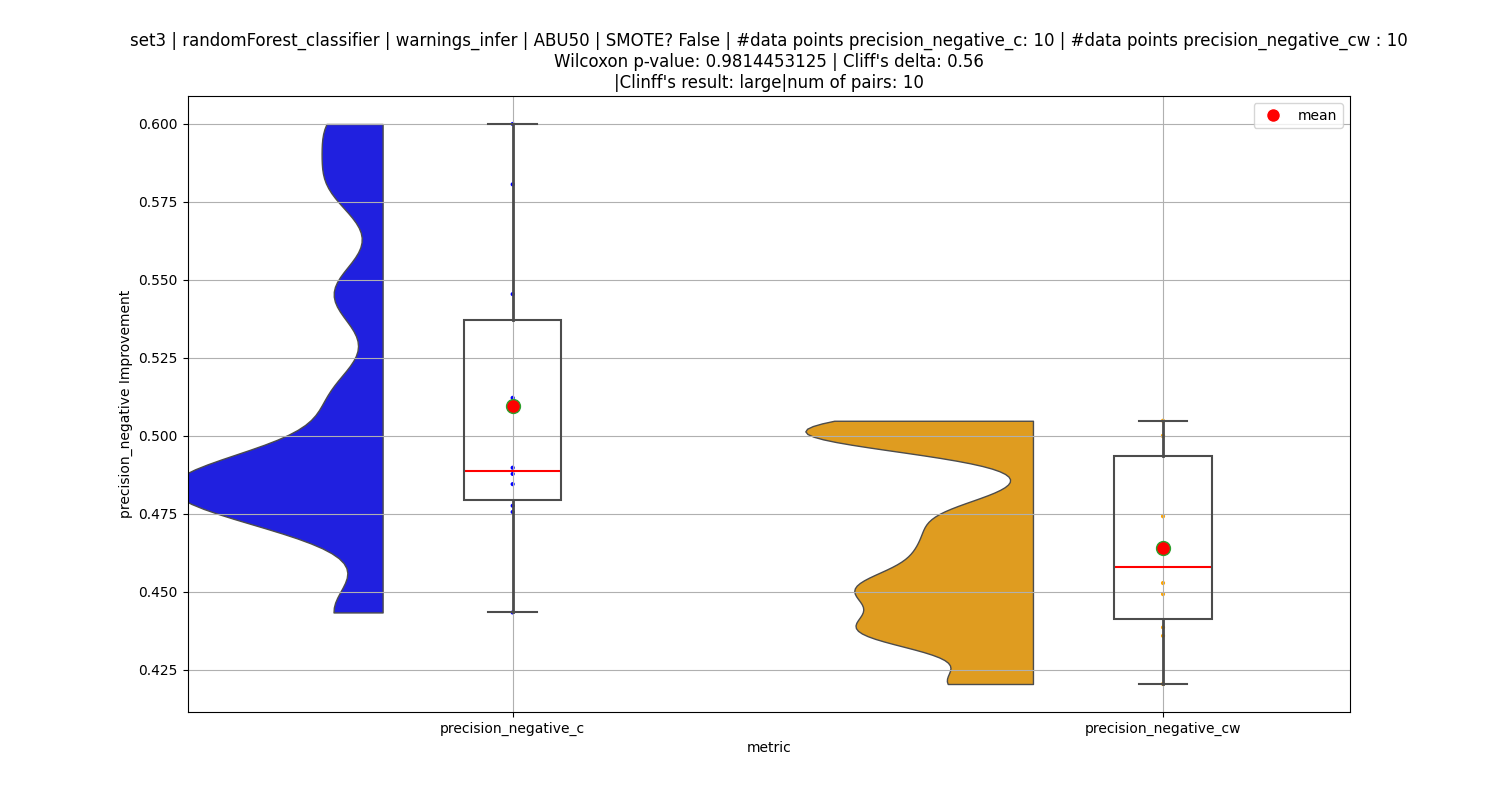 set3 | randomForest_classifier | warnings_infer | ABU50 | SMOTE? False | #data points precision_negative_c: 10 | #data points precision_negative_cw : 10
Wilcoxon p-value: 0.9814453125 | Cliff's delta: 0.56
|Clinff's result: large|num of pairs: 10
mean
0.600
0.575
0.550
0.525
0.500
0.475
0.450
0.425
precision_negative Improvement
precision_negative_c
precision_negative_cw
metric